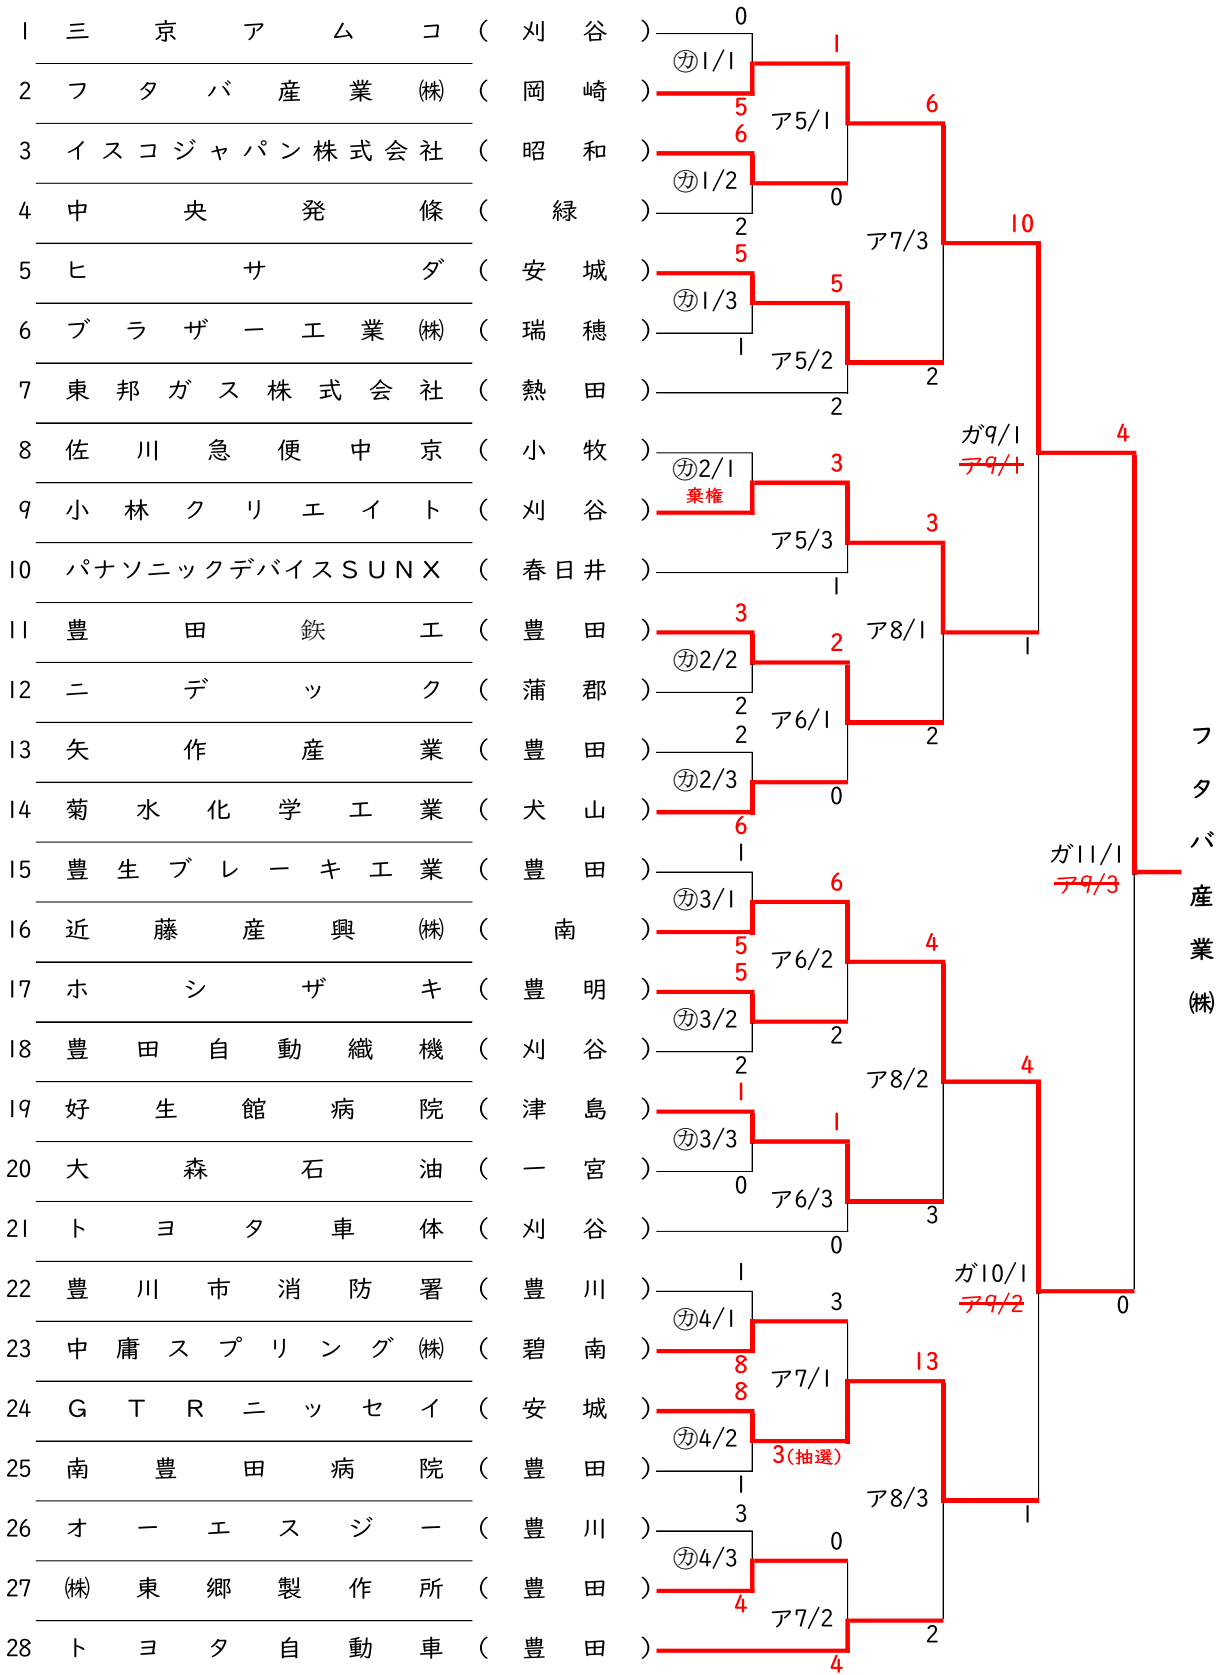 0
1 三京アムコ ( 刈谷 )
1
㋕1/1
2 フタバ産業㈱ ( 岡崎 )
5
6
ア5/1
6
3 イスコジャパン株式会社 ( 昭和 )
㋕1/2
0
4 中央発條 ( 緑 )
2
10
ア7/3
5
5 ヒサダ ( 安城 )
5
㋕1/3
6 ブラザー工業㈱ ( 瑞穂 )
1
ア5/2
2
7 東邦ガス株式会社 ( 熱田 )
2
ガ9/1
4
8 佐川急便中京 ( 小牧 )
ア9/1
㋕2/1
3
棄権
9 小林クリエイト ( 刈谷 )
3
ア5/3
10 パナソニックデバイスSUNX ( 春日井 )
1
3
11 豊田鉃工 ( 豊田 )
ア8/1
2
1
㋕2/2
12 ニデック ( 蒲郡 )
2
ア6/1
2
2
13 矢作産業 ( 豊田 )
㋕2/3
0
14 菊水化学工業 ( 犬山 )
6
1
ガ11/1
15 豊生ブレーキ工業 ( 豊田 )
6
ア9/3
フタバ産業㈱
㋕3/1
16 近藤産興㈱ ( 南 )
5
4
ア6/2
5
17 ホシザキ ( 豊明 )
㋕3/2
2
18 豊田自動織機 ( 刈谷 )
2
4
ア8/2
1
19 好生館病院 ( 津島 )
1
㋕3/3
20 大森石油 ( 一宮 )
0
ア6/3
3
21 トヨタ車体 ( 刈谷 )
0
1
ガ10/1
22 豊川市消防署 ( 豊川 )
3
ア9/2
0
㋕4/1
23 中庸スプリング㈱ ( 碧南 )
8
13
ア7/1
8
24 GTRニッセイ ( 安城 )
㋕4/2
3(抽選)
25 南豊田病院 ( 豊田 )
1
ア8/3
3
1
26 オーエスジー ( 豊川 )
0
㋕4/3
27 ㈱東郷製作所 ( 豊田 )
4
ア7/2
2
28 トヨタ自動車 ( 豊田 )
4